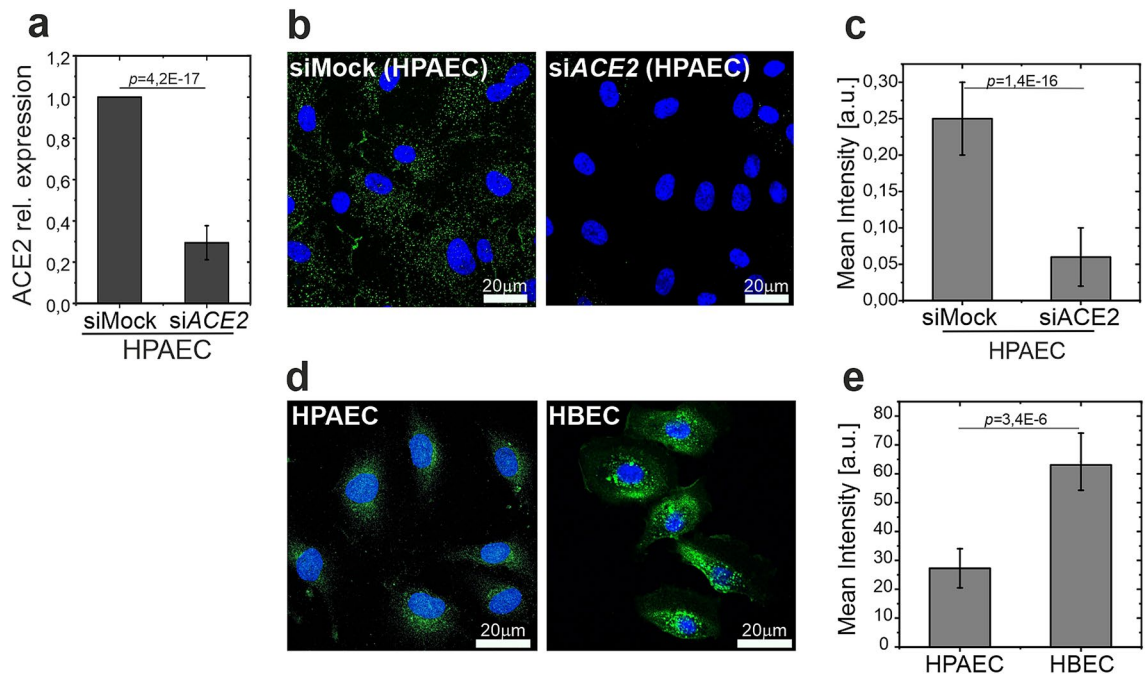 a
ACE2 rel. expression
1,2
1,0
0,8
0,6
0,4
0,2
0,0
p=4,2E-17
siMock siACE2
HPAEC
b
siMock (HPAEC)
20μm
siACE2 (HPAEC)
20μm
c
Mean Intensity [a.u.]
0,30
0,25
0,20
0,15
0,10
0,05
0,00
p=1,4E-16
siMock siACE2
HPAEC
d
HPAEC
20μm
HBEC
20μm
e
Mean Intensity [a.u.]
80
70
60
50
40
30
20
10
0
p=3,4E-6
HPAEC HBEC